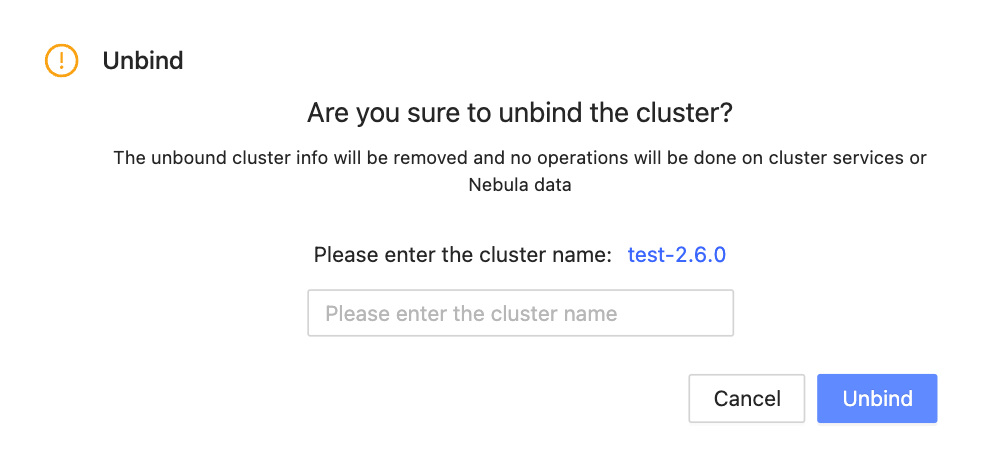 Unbind
Are you sure to unbind the cluster?
The unbound cluster info will be removed and no operations will be done on cluster services or
Nebula data
Please enter the cluster name: test-2.6.0
Please enter the cluster name
Cancel Unbind